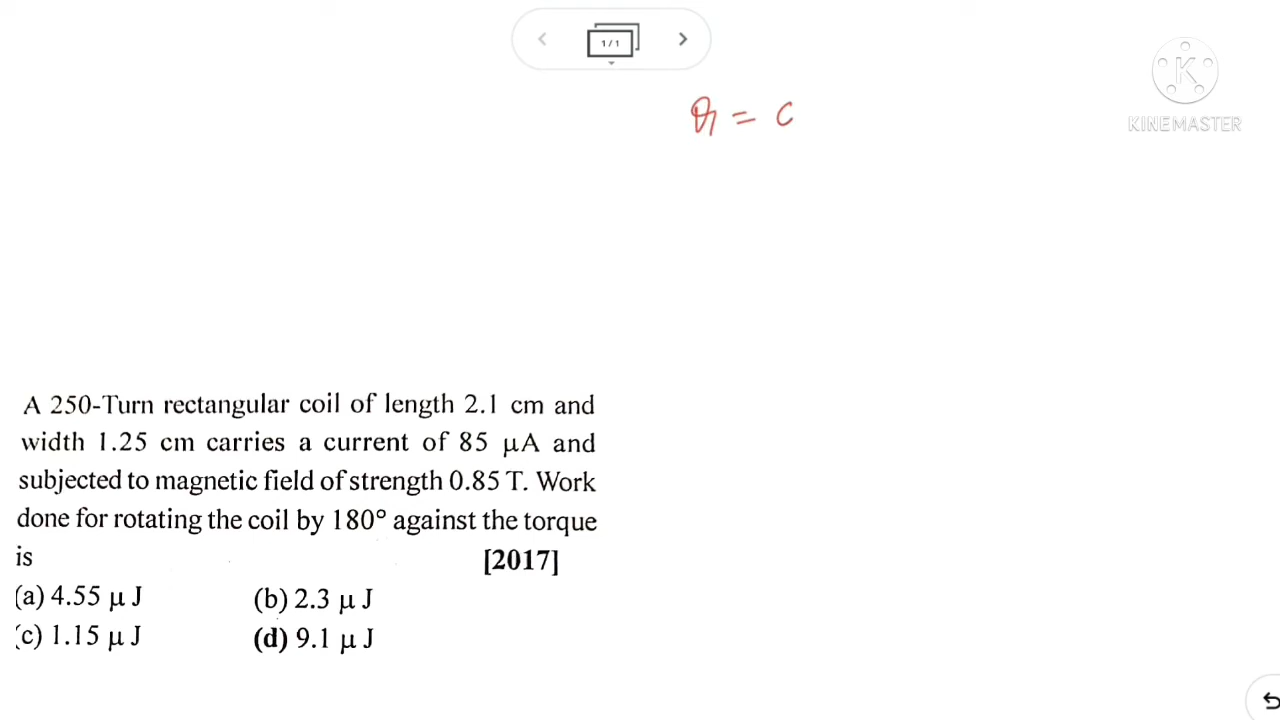 1/1
KINEMASTER
= c
A 250-Turn rectangular coil of length 2.1 cm and
width 1.25 cm carries a current of 85 μA and
subjected to magnetic field of strength 0.85 T. Work
done for rotating the coil by 180° against the torque
is [2017]
(a) 4.55 μ J (b) 2.3 μ J
(c) 1.15 μ J (d) 9.1 μ J